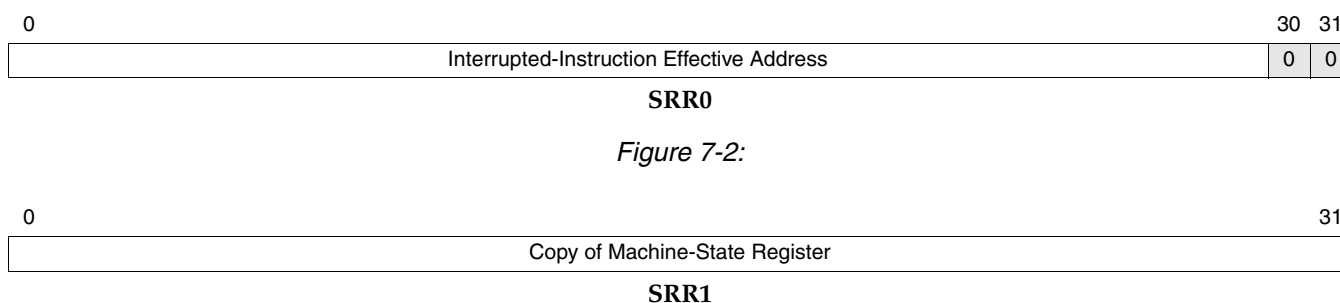 0 30 31
Interrupted-Instruction Effective Address 0 0
SRR0
Figure 7-2:
0 31
Copy of Machine-State Register
SRR1